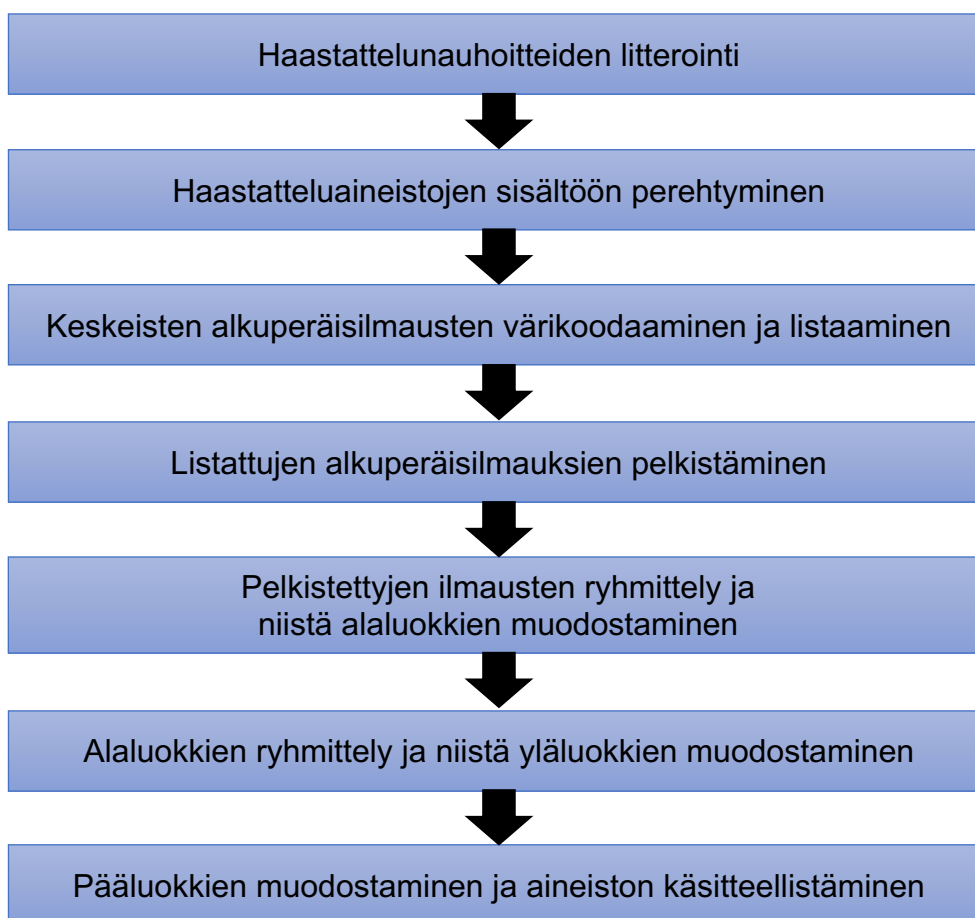 Haastattelunauhoitteiden litterointi
Haastatteluaineistojen sisältöön perehtyminen
Keskeisten alkuperäisilmausten värikoodaaminen ja listaaminen
Listattujen alkuperäisilmauksien pelkistäminen
Pelkistettyjen ilmausten ryhmittely ja
niistä alaluokkien muodostaminen
Alaluokkien ryhmittely ja niistä yläluokkien muodostaminen
Pääluokkien muodostaminen ja aineiston käsitteellistäminen